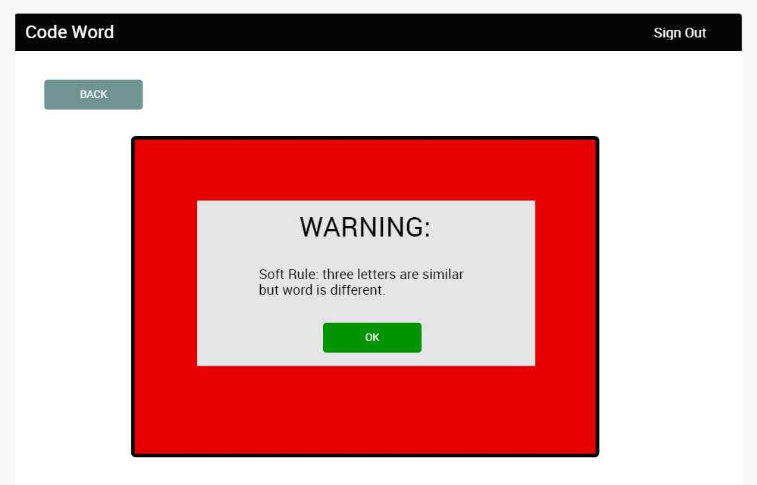 Code Word
Sign Out
BACK
WARNING:
Soft Rule: three letters are similar
but word is different.
OK